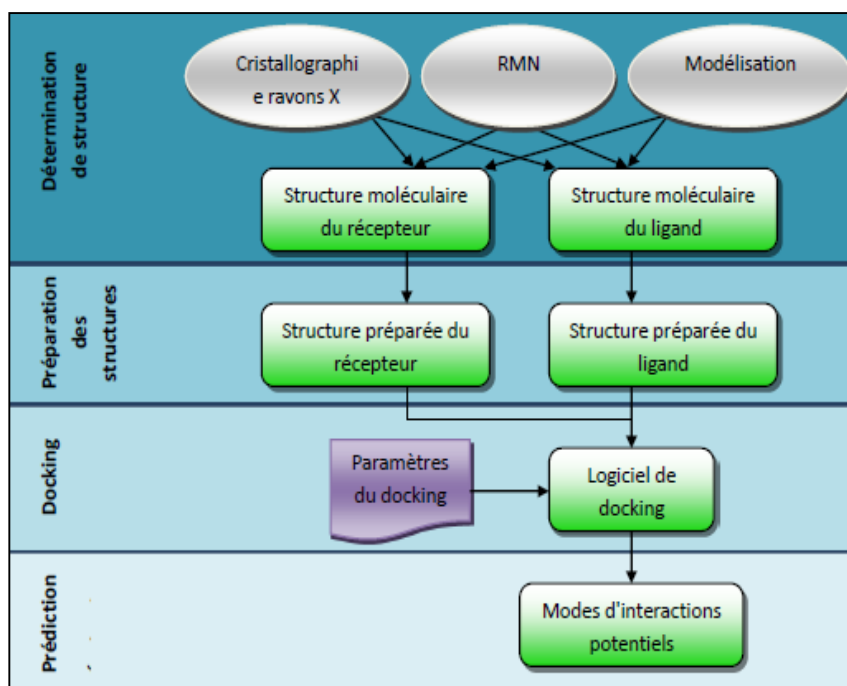 Détermination
de structure
Cristallographi
e ravons X
RMN
Modélisation
Structure moléculaire
du récepteur
Structure moléculaire
du ligand
Préparation
des
structures
Structure préparée du
récepteur
Structure préparée du
ligand
Docking
Paramètres
du docking
Logiciel de
docking
Prédiction
Modes d'interactions
potentiels